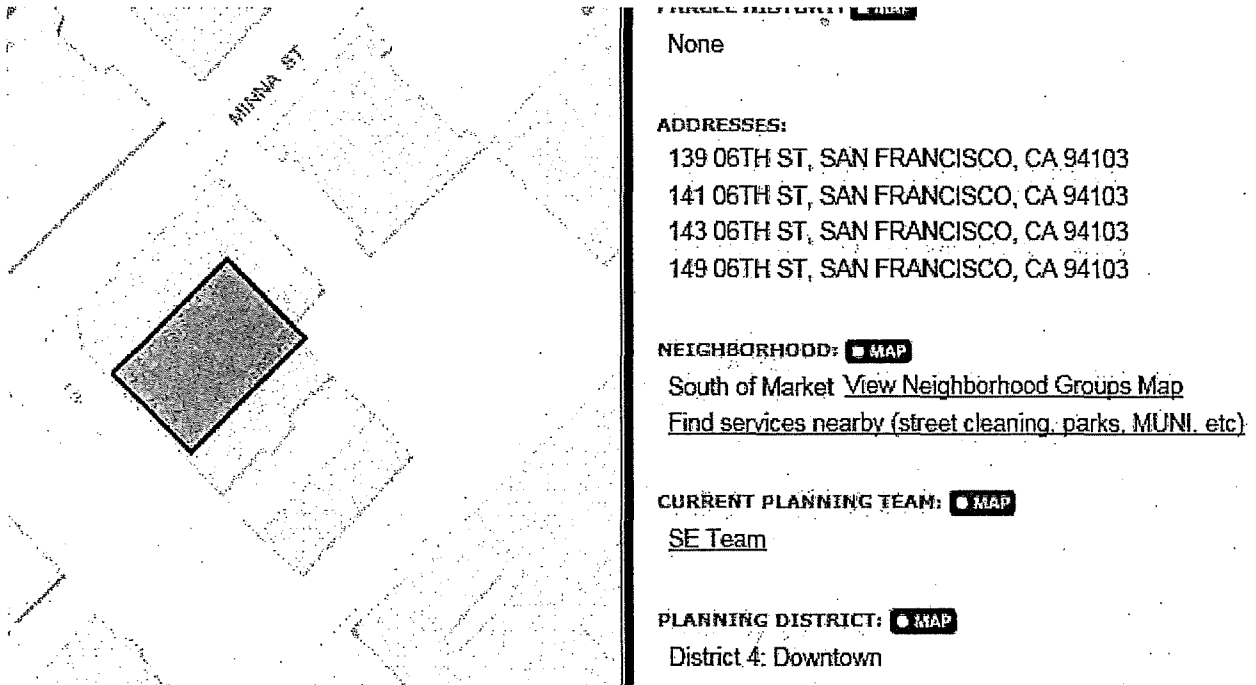 MINNA ST
PARCEL HISTORY: MAP
None
ADDRESSES:
139 06TH ST, SAN FRANCISCO, CA 94103
141 06TH ST, SAN FRANCISCO, CA 94103
143 06TH ST, SAN FRANCISCO, CA 94103
149 06TH ST, SAN FRANCISCO, CA 94103
NEIGHBORHOOD: MAP
South of Market View Neighborhood Groups Map
Find services nearby (street cleaning, parks, MUNI. etc)
CURRENT PLANNING TEAM: MAP
SE Team
PLANNING DISTRICT: MAP
District 4: Downtown